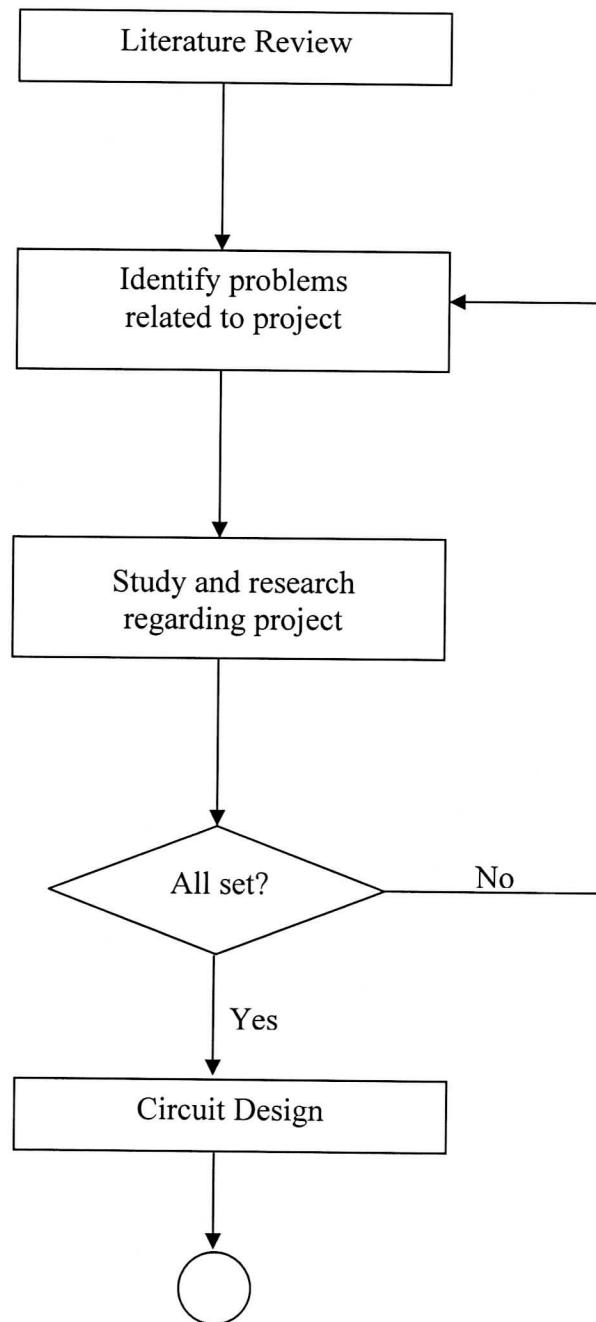 Literature Review
Identify problems
related to project
Study and research
regarding project
All set?
No
Yes
Circuit Design